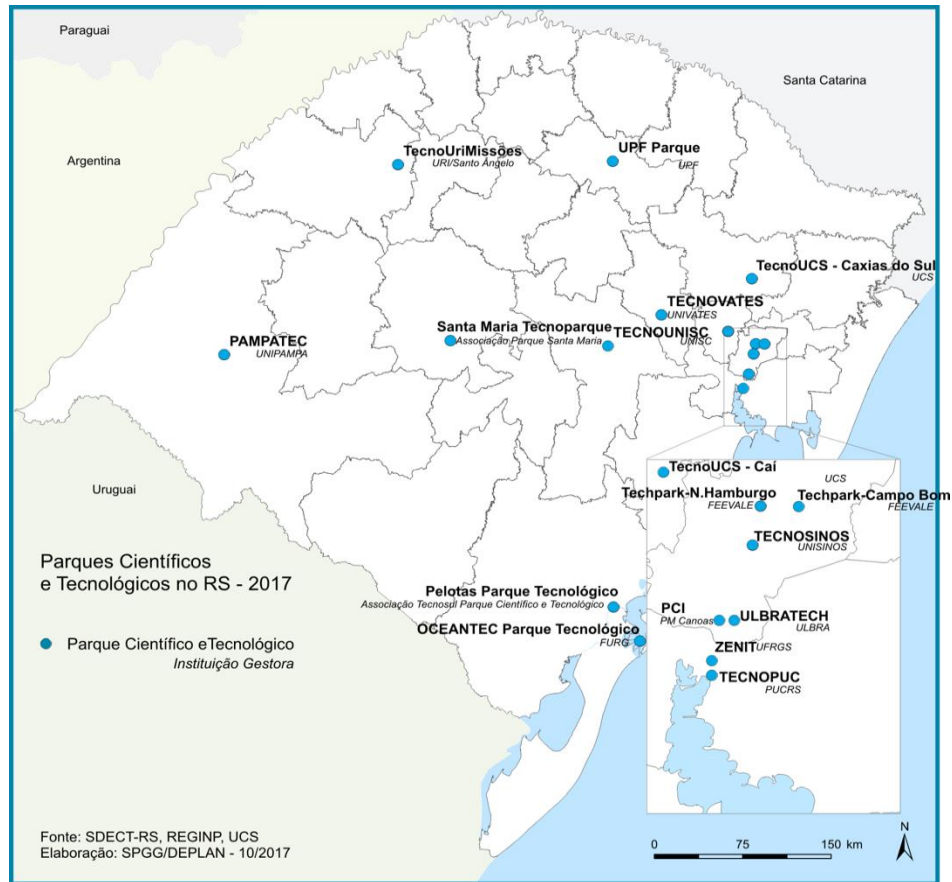 Paraguai
Santa Catarina
Argentina
TecnoUriMissões
URI/Santo Ângelo
UPF Parque
UPF
TecnoUCS - Caxias do Sul
UCS
TECNOVATES
UNIVATES
Santa Maria Tecnoparque
Associação Parque Santa Maria
TECNOUNISC
UNISC
PAMPATEC
UNIPAMPA
Uruguai
TecnoUCS - Caí
UCS
Techpark-N.Hamburgo
FEEVALE
Techpark-Campo Bom
FEEVALE
TECNOSINOS
UNISINOS
PCI
PM Canoas
ULBRATECH
ULBRA
ZENIT
UFRGS
TECNOPUC
PUCRS
Pelotas Parque Tecnológico
Associação Tecnosul Parque Científico e Tecnológico
OCEANTEC Parque Tecnológico
FURG
Parques Científicos
e Tecnológicos no RS - 2017
Parque Científico eTecnológico
Instituição Gestora
Fonte: SDECT-RS, REGINP, UCS
Elaboração: SPGG/DEPLAN - 10/2017
0 75 150 km
N